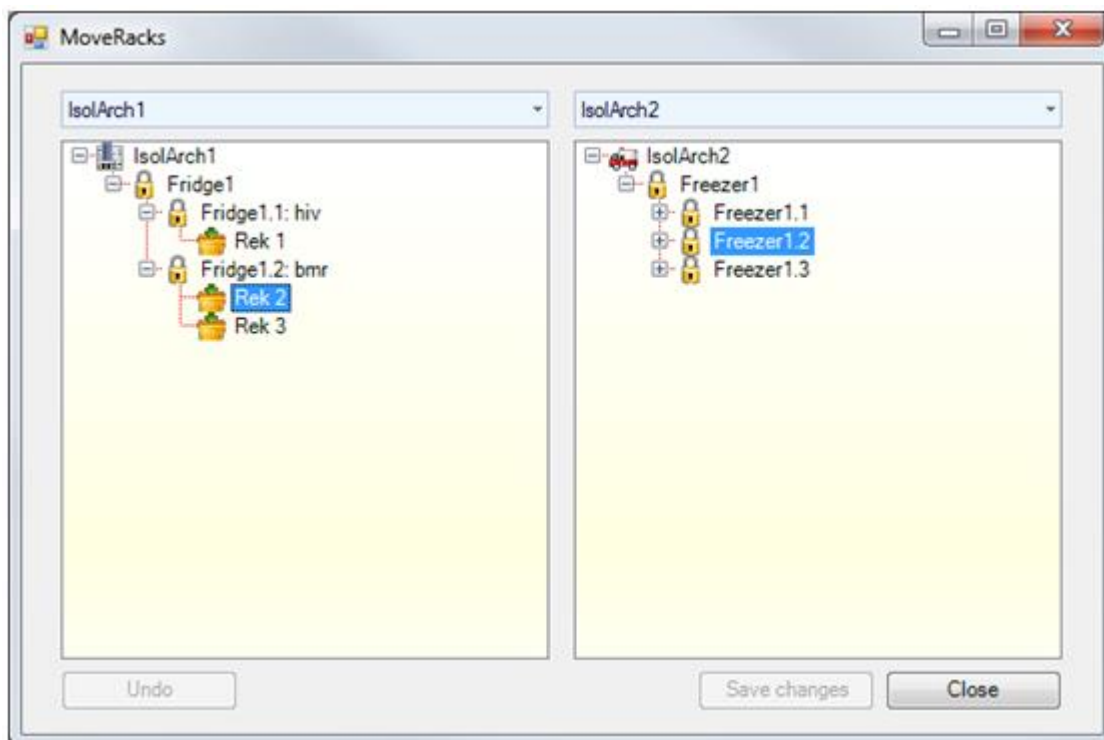 MoveRacks
IsolArch1
IsolArch1
Fridge1
Fridge1.1: hiv
Rek 1
Fridge1.2: bmr
Rek 2
Rek 3
IsolArch2
IsolArch2
Freezer1
Freezer1.1
Freezer1.2
Freezer1.3
Undo
Save changes
Close